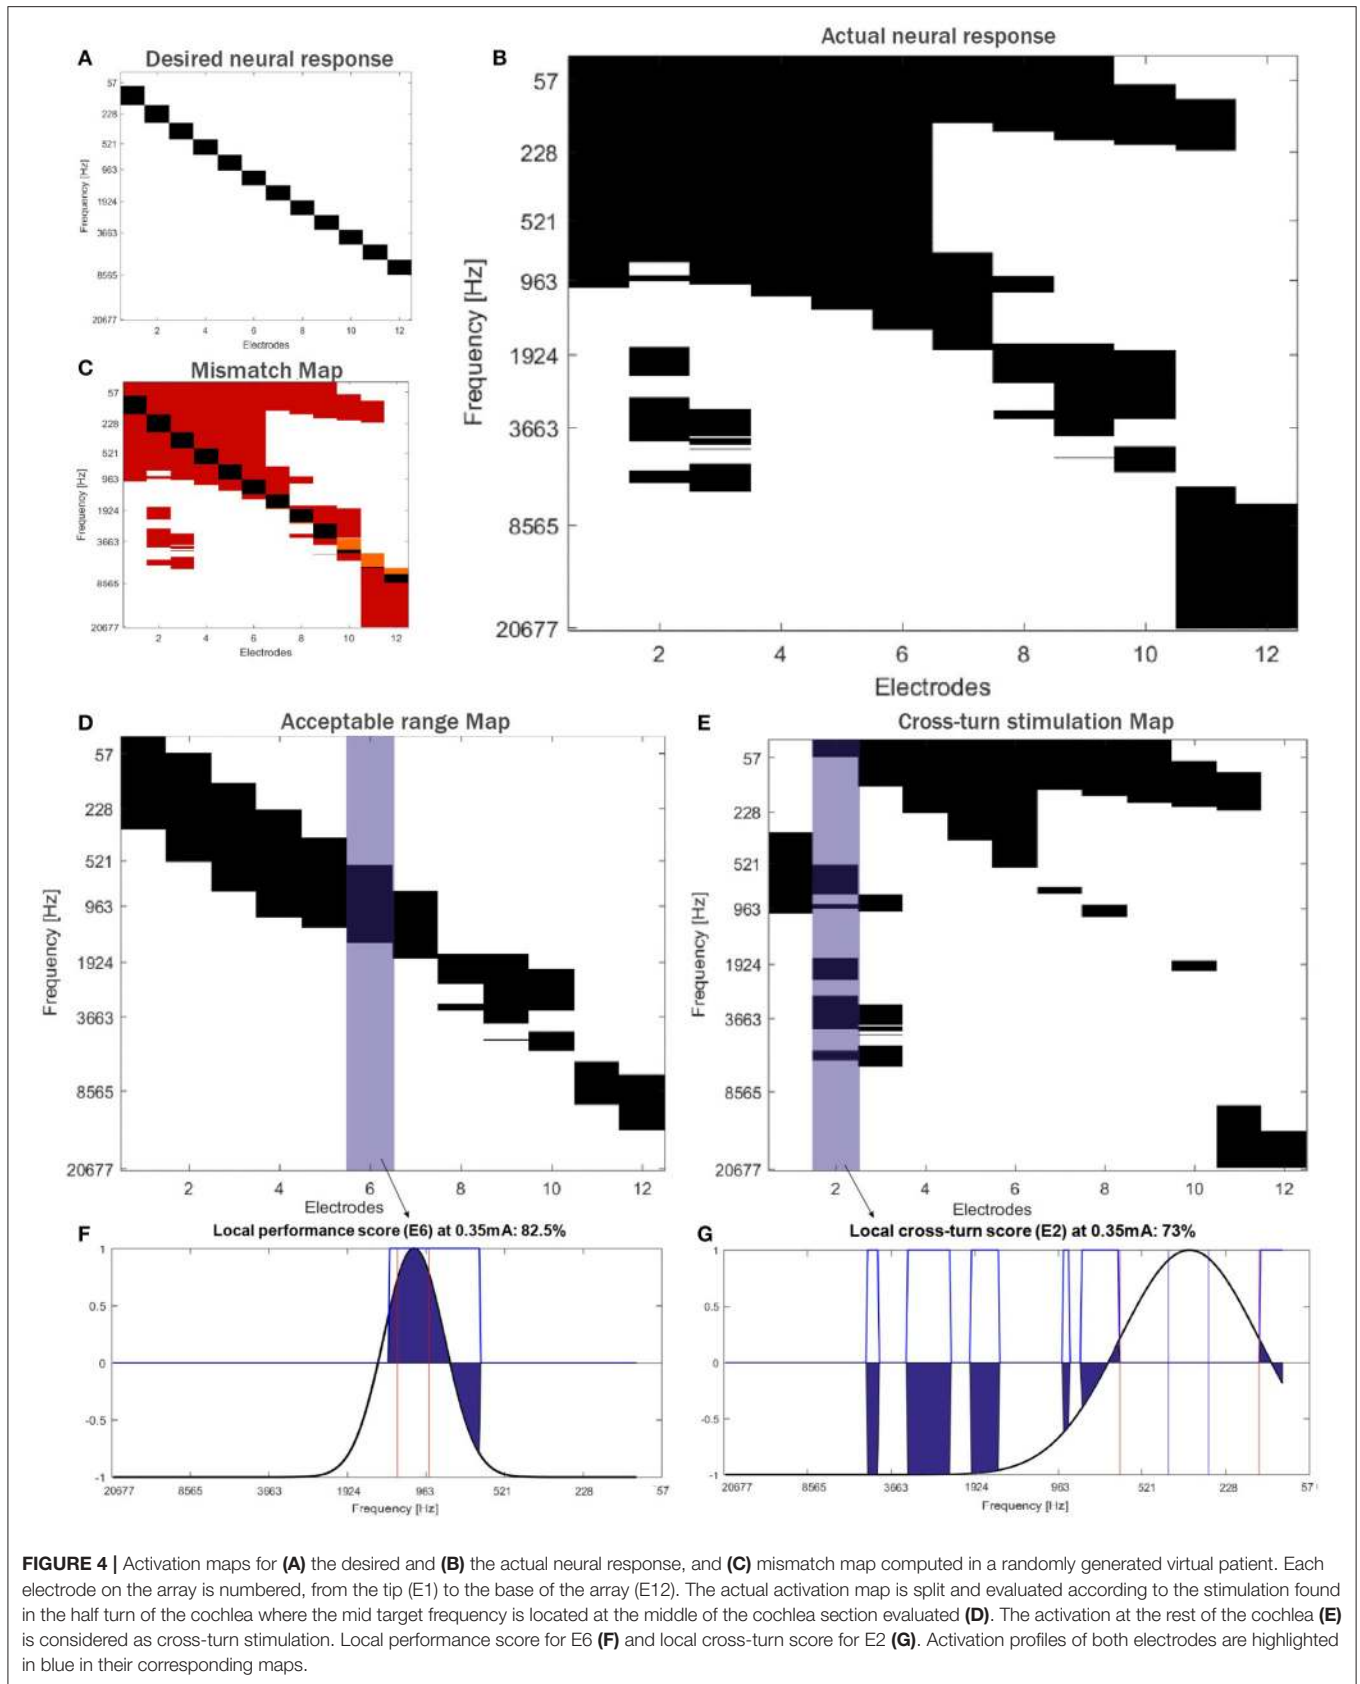 A
Desired neural response
57
228
521
963
1924
3663
8565
20677
Frequency [Hz]
2 4 6 8 10 12
Electrodes
B
Actual neural response
57
228
521
963
1924
3663
8565
20677
Frequency [Hz]
2 4 6 8 10 12
Electrodes
C
Mismatch Map
57
228
521
963
1924
3663
8565
20677
Frequency [Hz]
2 4 6 8 10 12
Electrodes
D
Acceptable range Map
57
228
521
963
1924
3663
8565
20677
Frequency [Hz]
2 4 6 8 10 12
Electrodes
E
Cross-turn stimulation Map
57
228
521
963
1924
3663
8565
20677
Frequency [Hz]
2 4 6 8 10 12
Electrodes
F
Local performance score (E6) at 0.35mA: 82.5%
1
0.5
0
-0.5
-1
20677 8565 3663 1924 963 521 228 57
Frequency [Hz]
G
Local cross-turn score (E2) at 0.35mA: 73%
1
0.5
0
-0.5
-1
20677 8565 3663 1924 963 521 228 57
Frequency [Hz]
FIGURE 4 | Activation maps for (A) the desired and (B) the actual neural response, and (C) mismatch map computed in a randomly generated virtual patient. Each
electrode on the array is numbered, from the tip (E1) to the base of the array (E12). The actual activation map is split and evaluated according to the stimulation found
in the half turn of the cochlea where the mid target frequency is located at the middle of the cochlea section evaluated (D). The activation at the rest of the cochlea (E)
is considered as cross-turn stimulation. Local performance score for E6 (F) and local cross-turn score for E2 (G). Activation profiles of both electrodes are highlighted
in blue in their corresponding maps.